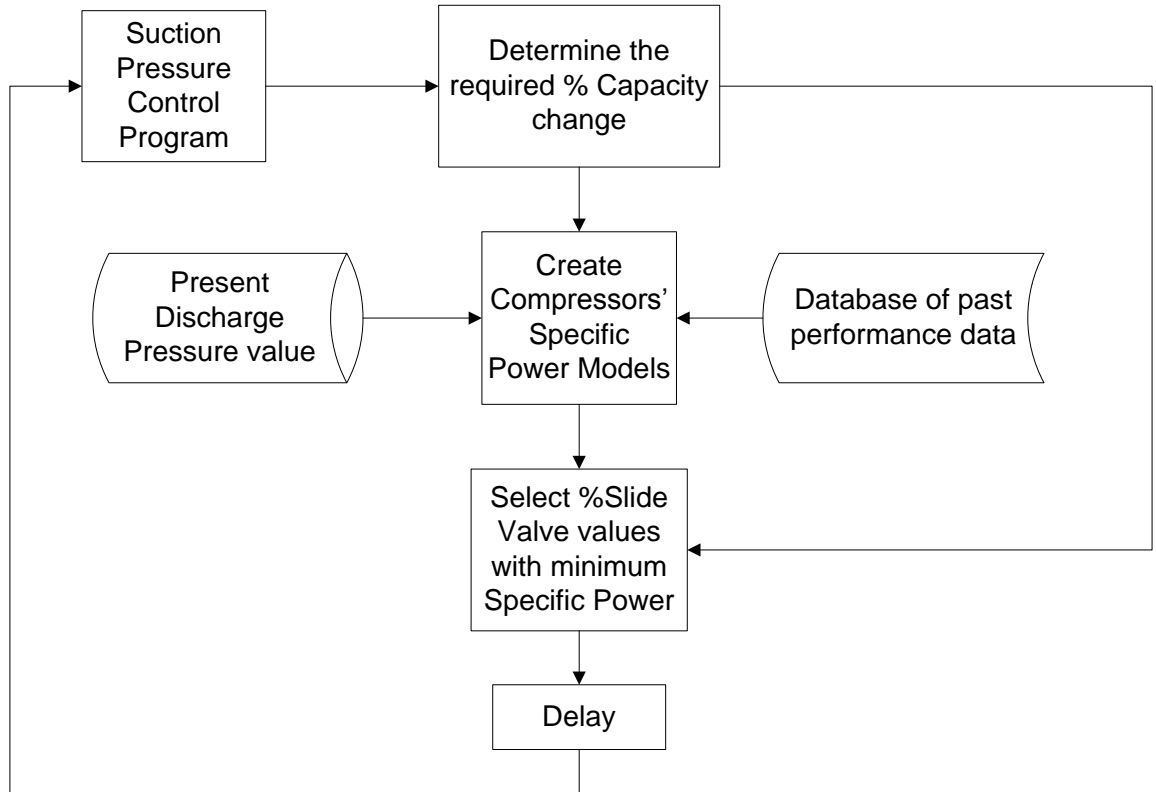 Suction
Pressure
Control
Program
Determine the
required % Capacity
change
Present
Discharge
Pressure value
Create
Compressors’
Specific
Power Models
Database of past
performance data
Select %Slide
Valve values
with minimum
Specific Power
Delay